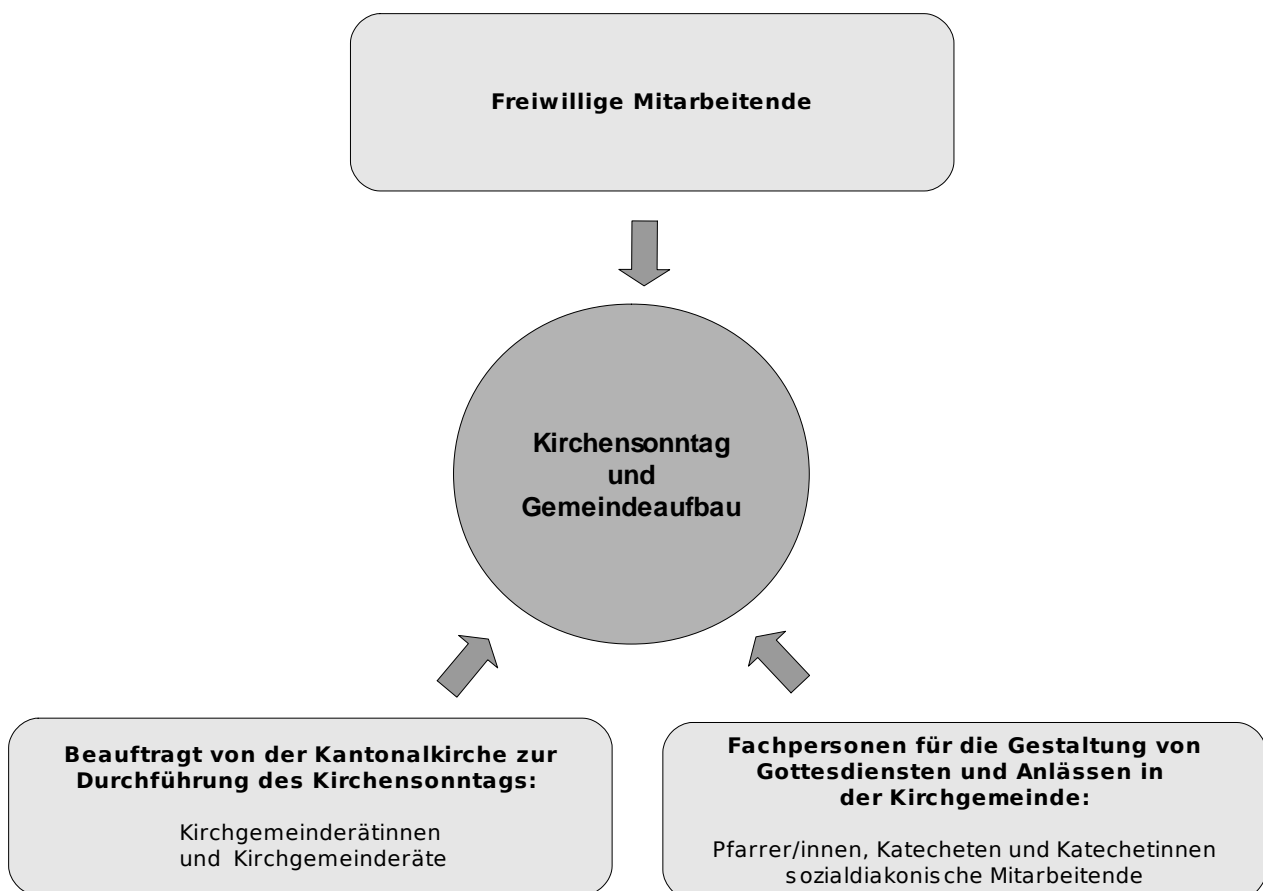 Freiwillige Mitarbeitende
Kirchensonntag
und
Gemeindeaufbau
Beauftragt von der Kantonalkirche zur
Durchführung des Kirchensonntags:
Kirchgemeinderätinnen
und Kirchgemeinderäte
Fachpersonen für die Gestaltung von
Gottesdiensten und Anlässen in
der Kirchgemeinde:
Pfarrer/innen, Katecheten und Katechetinnen
sozialdiakonische Mitarbeitende